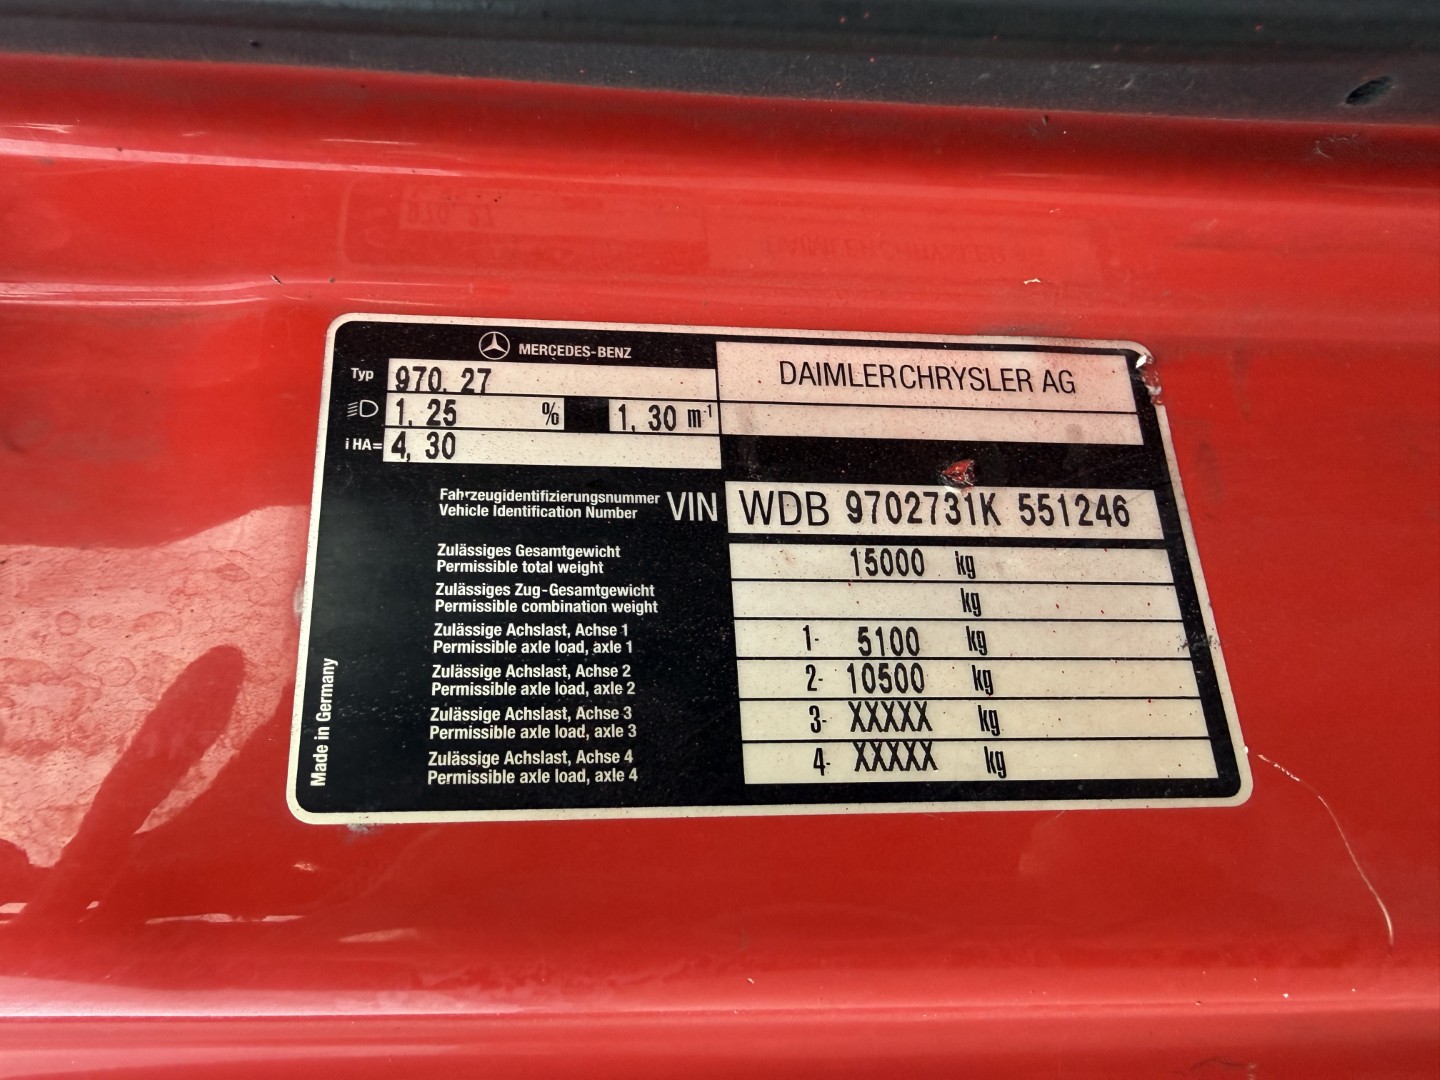 MERCEDES-BENZ
DAIMLERCHRYSLER AG
Typ 970. 27
1, 25 % 1, 30 m-1
i HA= 4, 30
Fahrzeugidentifizierungsnummer
Vehicle Identification Number
VIN WDB 9702731K 551246
Zulässiges Gesamtgewicht
Permissible total weight
15000 kg
Zulässiges Zug-Gesamtgewicht
Permissible combination weight
kg
Zulässige Achslast, Achse 1
Permissible axle load, axle 1
1- 5100 kg
Zulässige Achslast, Achse 2
Permissible axle load, axle 2
2- 10500 kg
Zulässige Achslast, Achse 3
Permissible axle load, axle 3
3- XXXXX kg
Zulässige Achslast, Achse 4
Permissible axle load, axle 4
4- XXXXX kg
Made in Germany